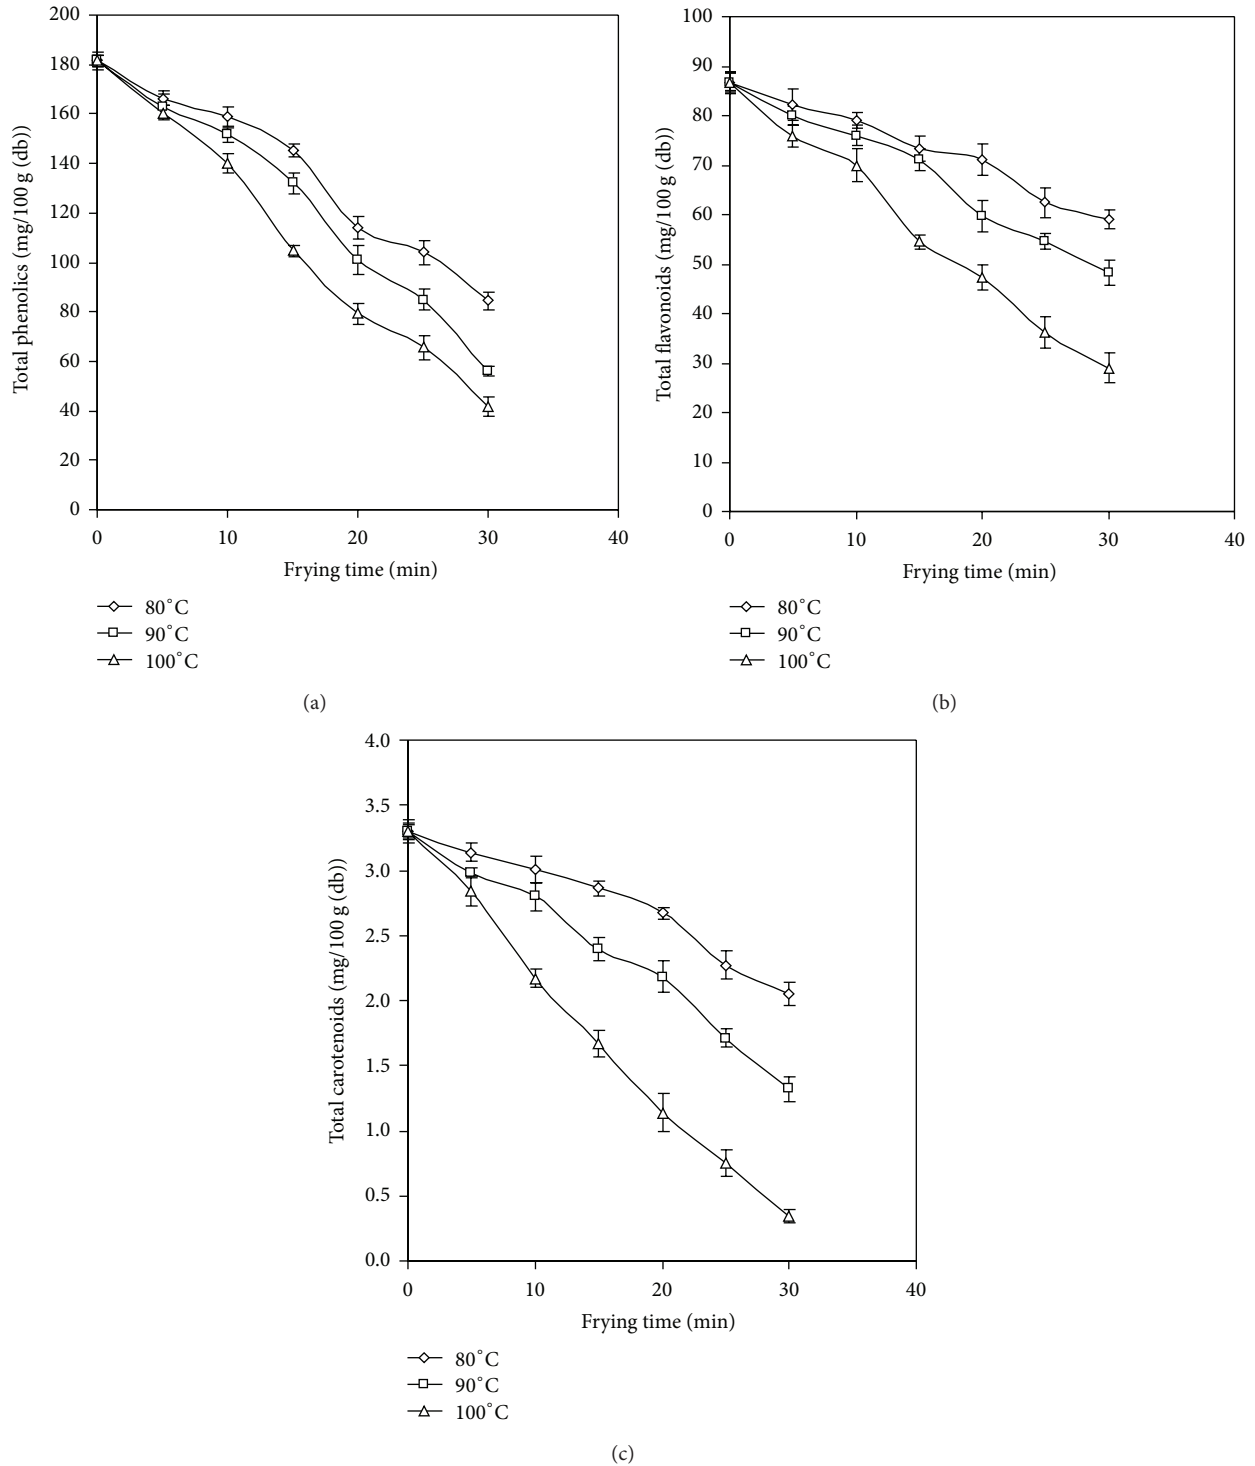 200
180
160
140
120
100
80
60
40
20
0
Total phenolics (mg/100 g (db))
0 10 20 30 40
Frying time (min)
80°C
90°C
100°C
(a)
100
90
80
70
60
50
40
30
20
10
0
Total flavonoids (mg/100 g (db))
0 10 20 30 40
Frying time (min)
80°C
90°C
100°C
(b)
4.0
3.5
3.0
2.5
2.0
1.5
1.0
0.5
0.0
Total carotenoids (mg/100 g (db))
0 10 20 30 40
Frying time (min)
80°C
90°C
100°C
(c)